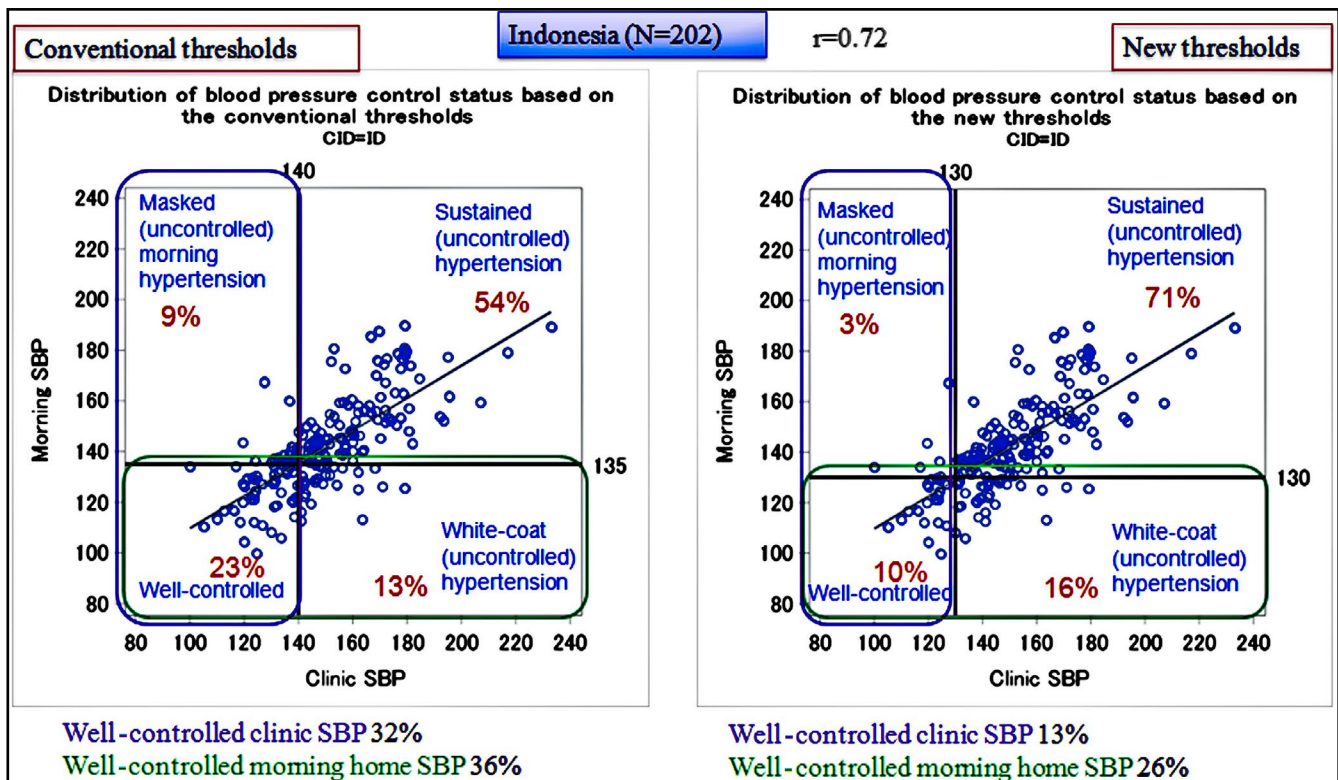 Conventional thresholds
Indonesia (N=202)
r=0.72
New thresholds
Distribution of blood pressure control status based on
the conventional thresholds
CID=ID
140
240
220
200
180
160
140
120
100
80
Morning SBP
Masked
(uncontrolled)
morning
hypertension
9%
Sustained
(uncontrolled)
hypertension
54%
135
23%
Well-controlled
13%
White-coat
(uncontrolled)
hypertension
100 120 140 160 180 200 220 240
Clinic SBP
Well-controlled clinic SBP 32%
Well-controlled morning home SBP 36%
Distribution of blood pressure control status based on
the new thresholds
CID=ID
130
240
220
200
180
160
140
120
100
80
Morning SBP
Masked
(uncontrolled)
morning
hypertension
3%
Sustained
(uncontrolled)
hypertension
71%
130
10%
Well-controlled
16%
White-coat
(uncontrolled)
hypertension
80 100 120 140 160 180 200 220 240
Clinic SBP
Well-controlled clinic SBP 13%
Well-controlled morning home SBP 26%